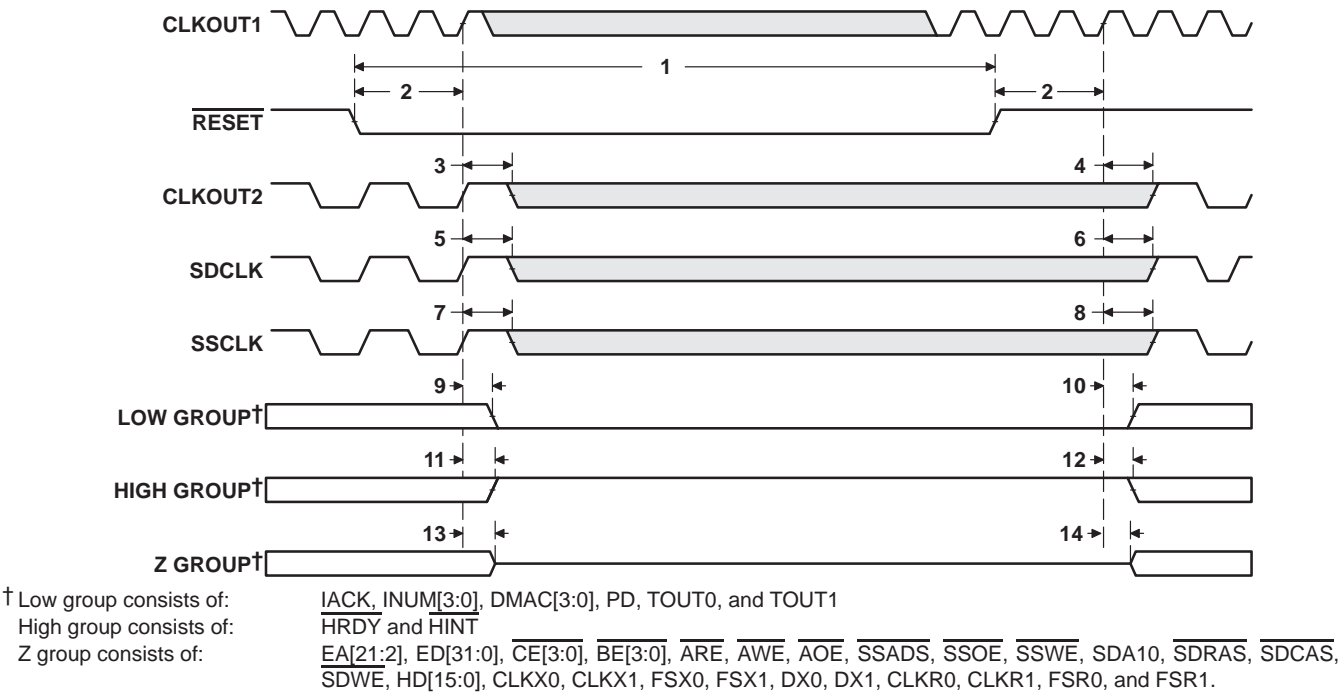 CLKOUT1
1
2 2
RESET
3 4
CLKOUT2
5 6
SDCLK
7 8
SSCLK
9 10
LOW GROUP†
11 12
HIGH GROUP†
13 14
Z GROUP†
† Low group consists of: IACK, INUM[3:0], DMAC[3:0], PD, TOUT0, and TOUT1
High group consists of: HRDY and HINT
Z group consists of: EA[21:2], ED[31:0], CE[3:0], BE[3:0], ARE, AWE, AOE, SSADS, SSOE, SSWE, SDA10, SDRAS, SDCAS,
SDWE, HD[15:0], CLKX0, CLKX1, FSX0, FSX1, DX0, DX1, CLKR0, CLKR1, FSR0, and FSR1.